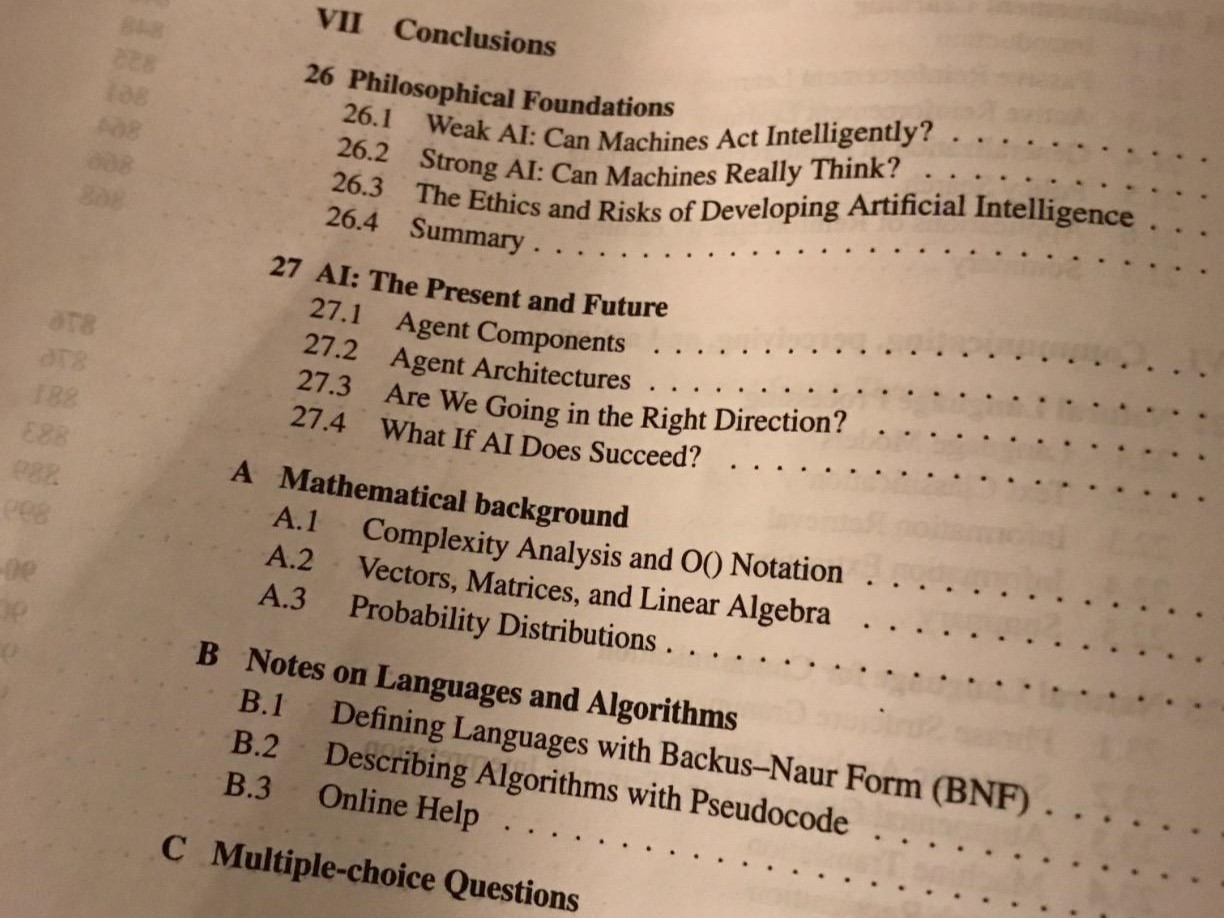 VII Conclusions
26 Philosophical Foundations
26.1 Weak AI: Can Machines Act Intelligently? . . . . . . . . . . .
26.2 Strong AI: Can Machines Really Think? . . . . . . . . . . . .
26.3 The Ethics and Risks of Developing Artificial Intelligence . . .
26.4 Summary . . . . . . . . . . . . . . . . . . . . . . . . . . . .
27 AI: The Present and Future
27.1 Agent Components . . . . . . . . . . . . . . . . . . . . . . .
27.2 Agent Architectures . . . . . . . . . . . . . . . . . . . . . . .
27.3 Are We Going in the Right Direction? . . . . . . . . . . . . .
27.4 What If AI Does Succeed? . . . . . . . . . . . . . . . . . . .
A Mathematical background
A.1 Complexity Analysis and O() Notation . . . . . . . . . . . . .
A.2 Vectors, Matrices, and Linear Algebra . . . . . . . . . . . . .
A.3 Probability Distributions . . . . . . . . . . . . . . . . . . . .
B Notes on Languages and Algorithms
B.1 Defining Languages with Backus–Naur Form (BNF) . . . . . .
B.2 Describing Algorithms with Pseudocode . . . . . . . . . . . .
B.3 Online Help . . . . . . . . . . . . . . . . . . . . . . . . . . .
C Multiple-choice Questions